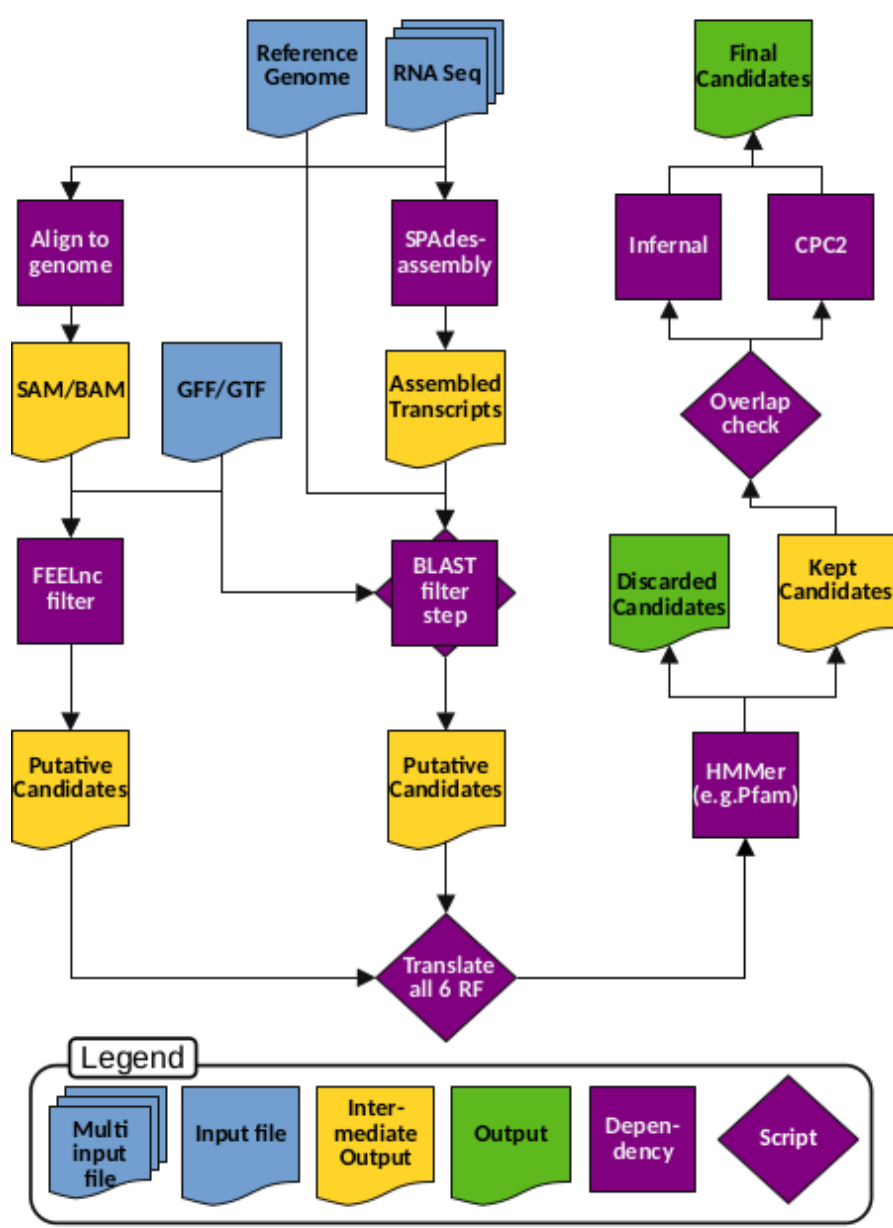 Reference
Genome
RNA Seq
Final
Candidates
Align to
genome
SPAdes-
assembly
Infernal
CPC2
SAM/BAM
GFF/GTF
Assembled
Transcripts
Overlap
check
FEELnc
filter
BLAST
filter
step
Discarded
Candidates
Kept
Candidates
Putative
Candidates
Putative
Candidates
HMMer
(e.g.Pfam)
Translate
all 6 RF
Legend
Multi
input
file
Input file
Inter-
mediate
Output
Output
Depen-
dency
Script